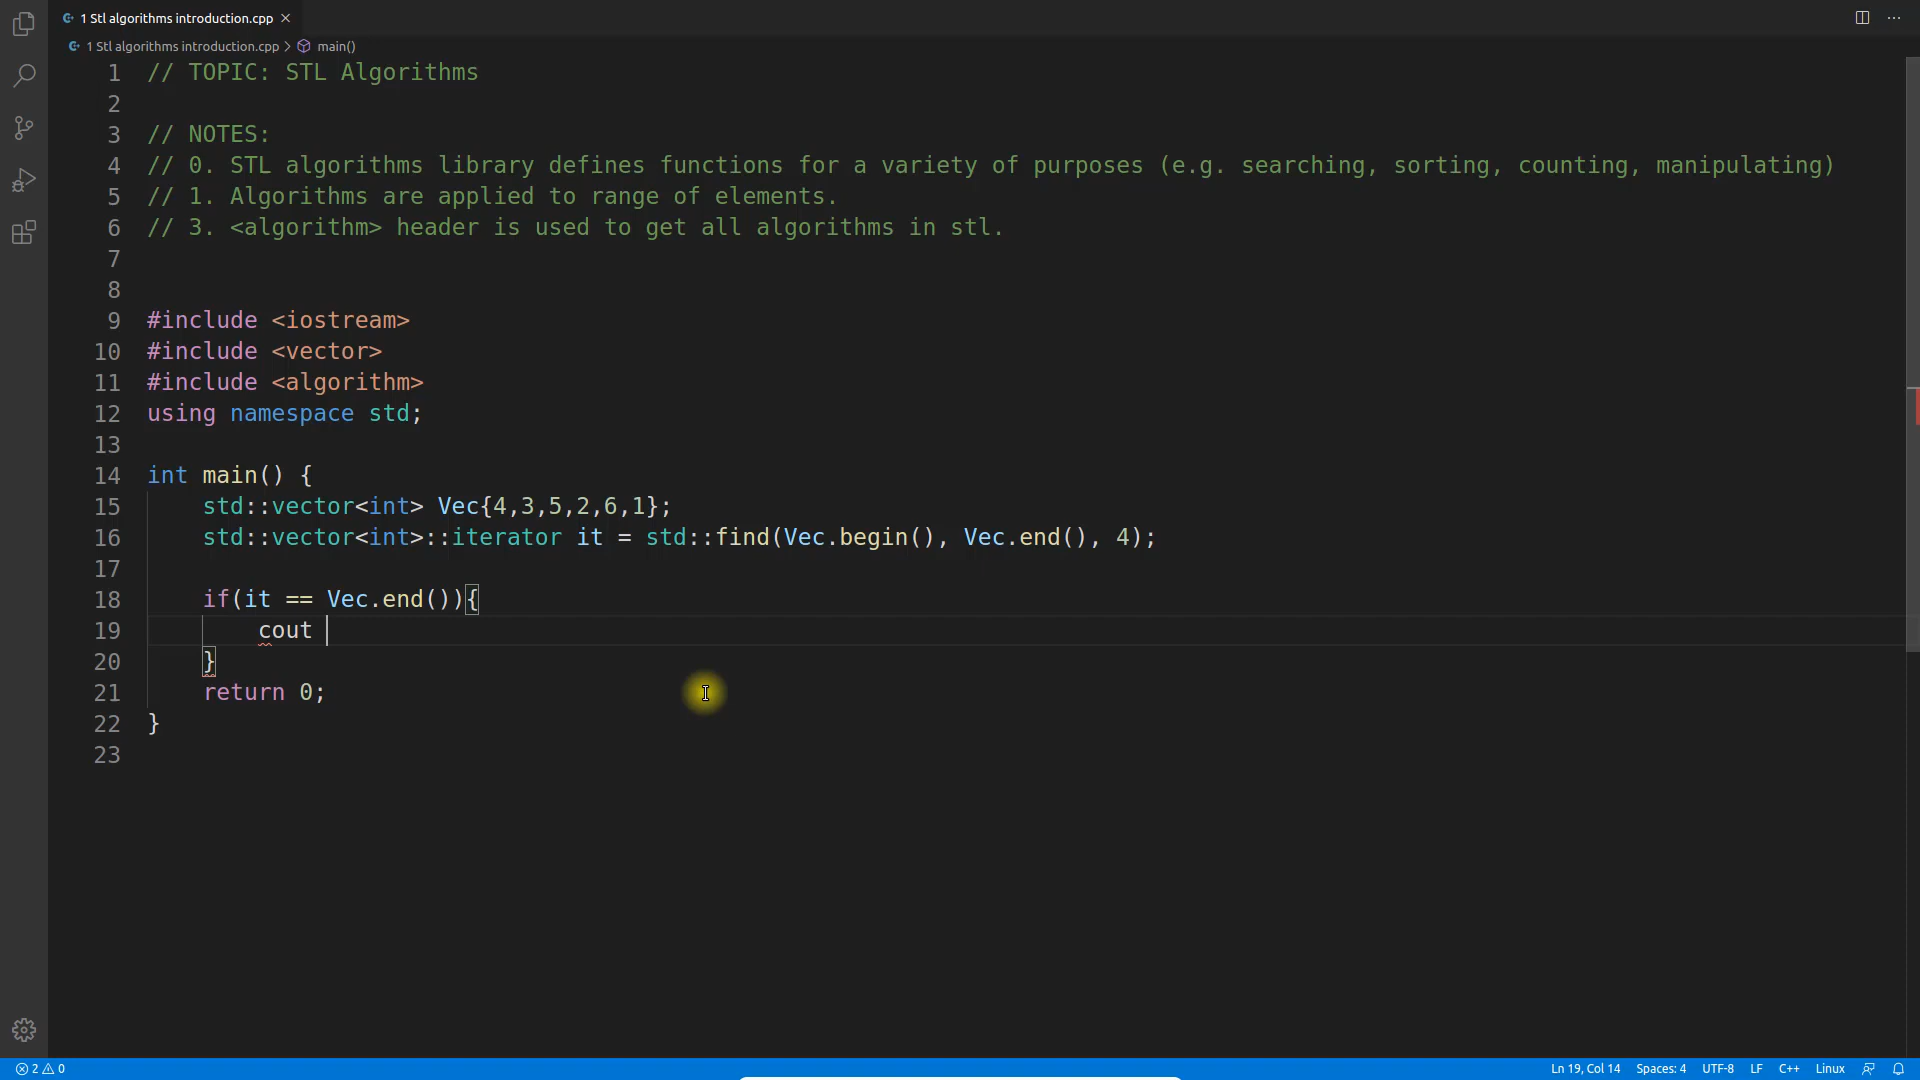 1 Stl algorithms introduction.cpp
1 Stl algorithms introduction.cpp > main()
1 // TOPIC: STL Algorithms
2
3 // NOTES:
4 // 0. STL algorithms library defines functions for a variety of purposes (e.g. searching, sorting, counting, manipulating)
5 // 1. Algorithms are applied to range of elements.
6 // 3. <algorithm> header is used to get all algorithms in stl.
7
8
9 #include <iostream>
10 #include <vector>
11 #include <algorithm>
12 using namespace std;
13
14 int main() {
15     std::vector<int> Vec{4,3,5,2,6,1};
16     std::vector<int>::iterator it = std::find(Vec.begin(), Vec.end(), 4);
17
18     if(it == Vec.end()){
19         cout
20     }
21     return 0;
22 }
23
2 0 Ln 19, Col 14 Spaces: 4 UTF-8 LF C++ Linux